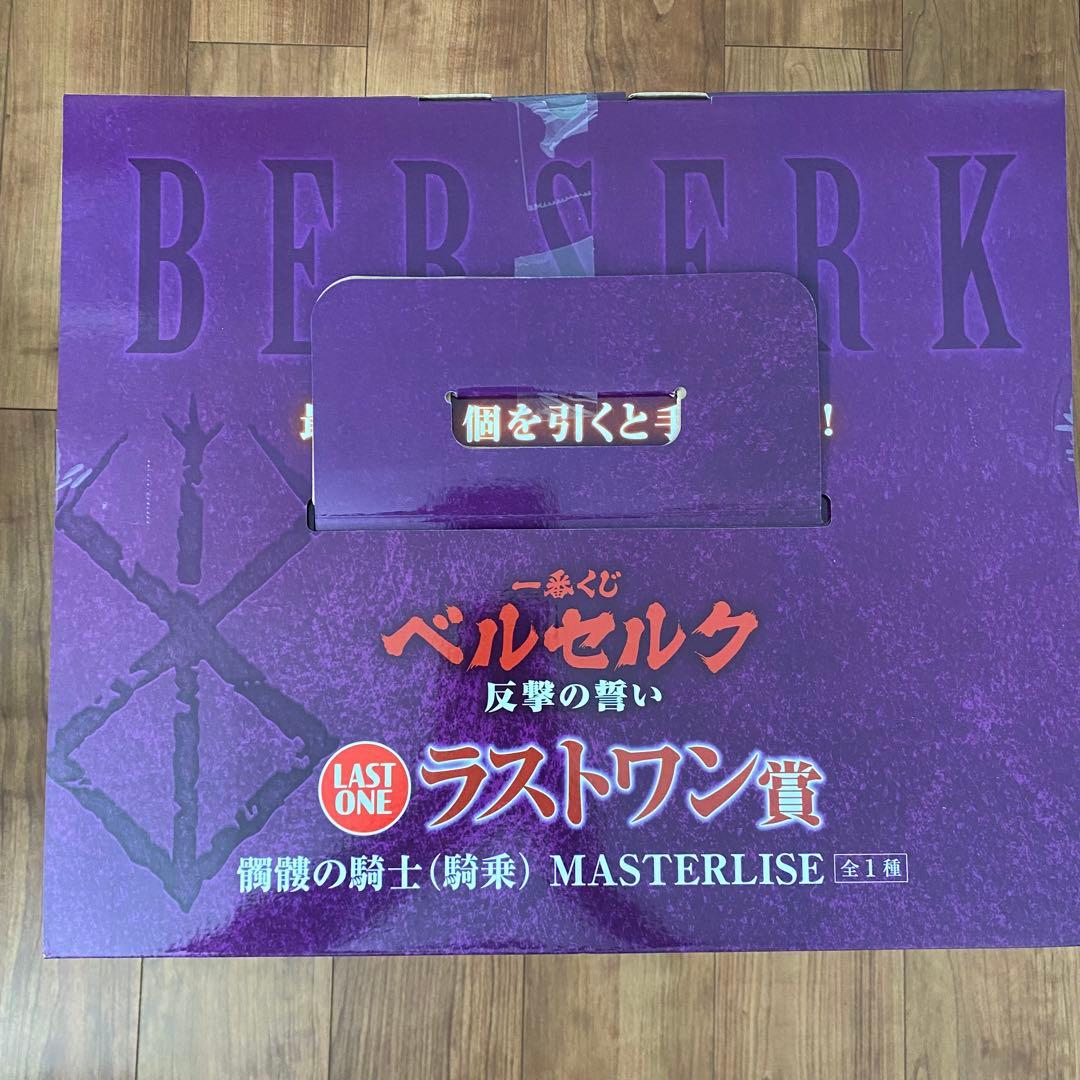 BERSERK
個を引くと手
!
一番くじ
ベルセルク
反撃の誓い
LAST
ONE
ラストワン賞
髑髏の騎士(騎乗) MASTERLISE 全1種